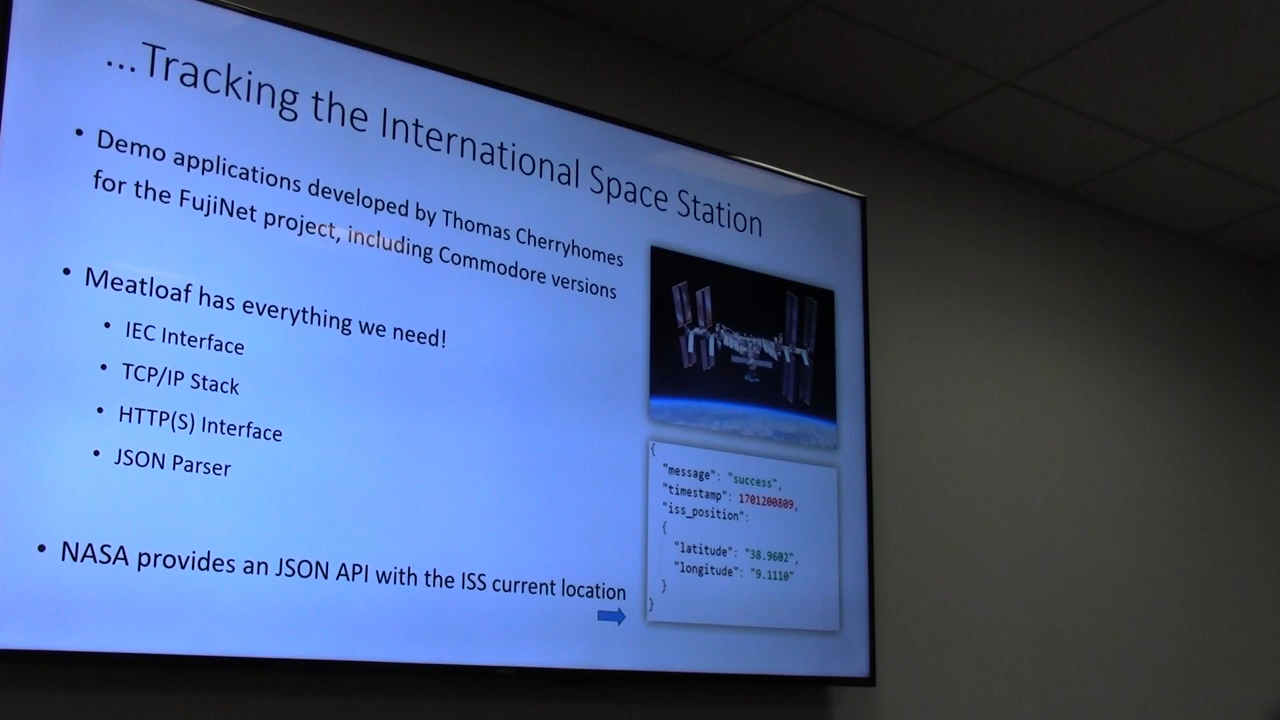 ...Tracking the International Space Station
• Demo applications developed by Thomas Cherryhomes
for the FujiNet project, including Commodore versions
• Meatloaf has everything we need!
• IEC Interface
• TCP/IP Stack
• HTTP(S) Interface
• JSON Parser
• NASA provides an JSON API with the ISS current location
{
"message": "success",
"timestamp": 1701200809,
"iss_position":
{
"latitude": "38.9602",
"longitude": "9.1110"
}
}